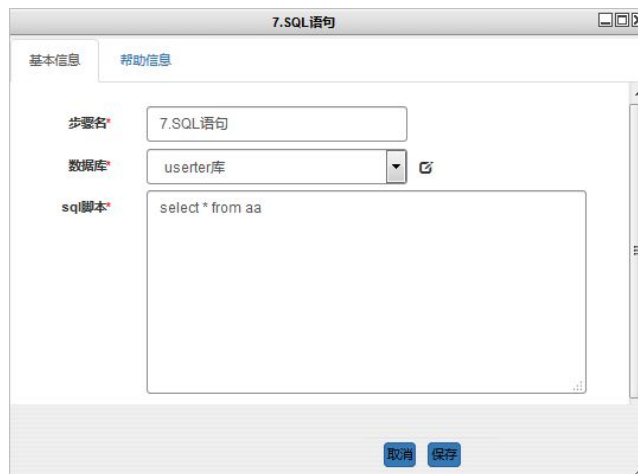 7.SQL语句
基本信息 帮助信息
步骤名* 7.SQL语句
数据库* userter库
sql脚本* select * from aa
取消 保存